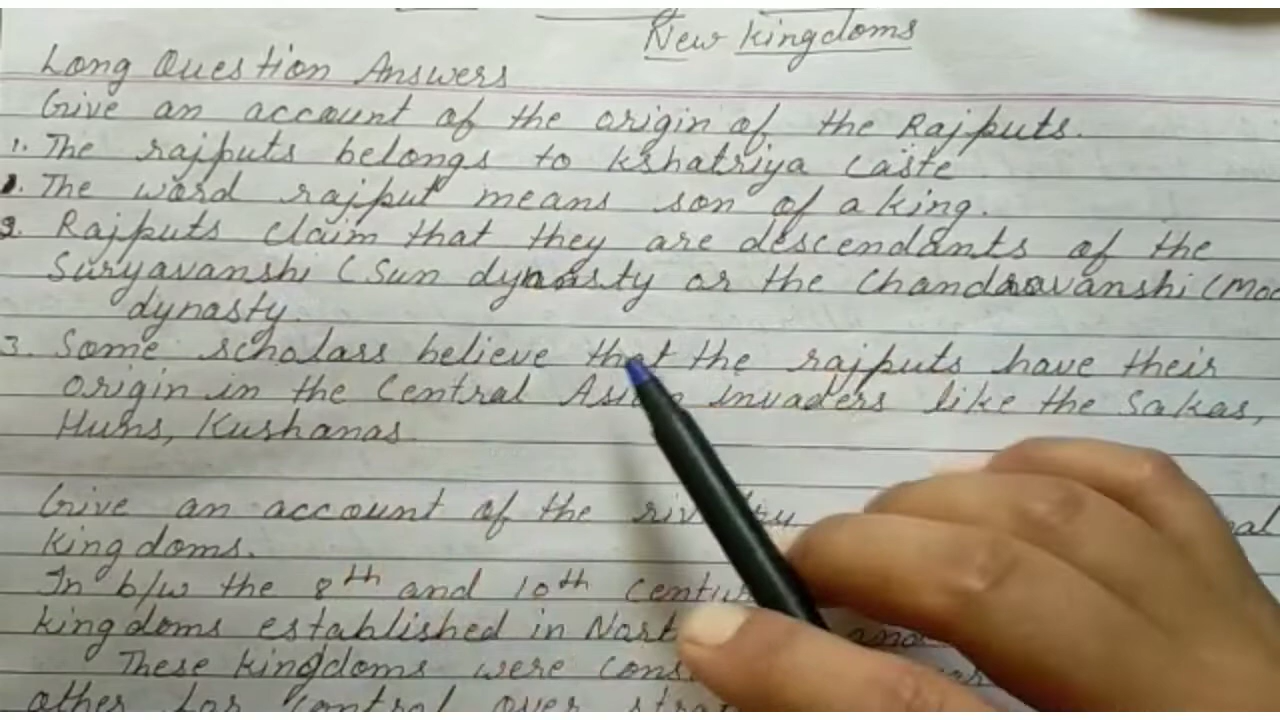 New Kingdoms
Long Question Answers
Give an account of the origin of the Rajputs.
1. The rajputs belongs to Kshatriya Caste
The word rajput means son of a king.
2. Rajputs claim that they are descendants of the
Suryavanshi (Sun dynasty or the Chandravanshi (Moo
dynasty.
3. Some scholars believe that the rajputs have their
origin in the Central Asian Invaders like the Sakas,
Huns, Kushanas
Give an account of the
Kingdoms.
In b/w the 8th and 10th
kingdoms established in
These kingdoms were
other for control over